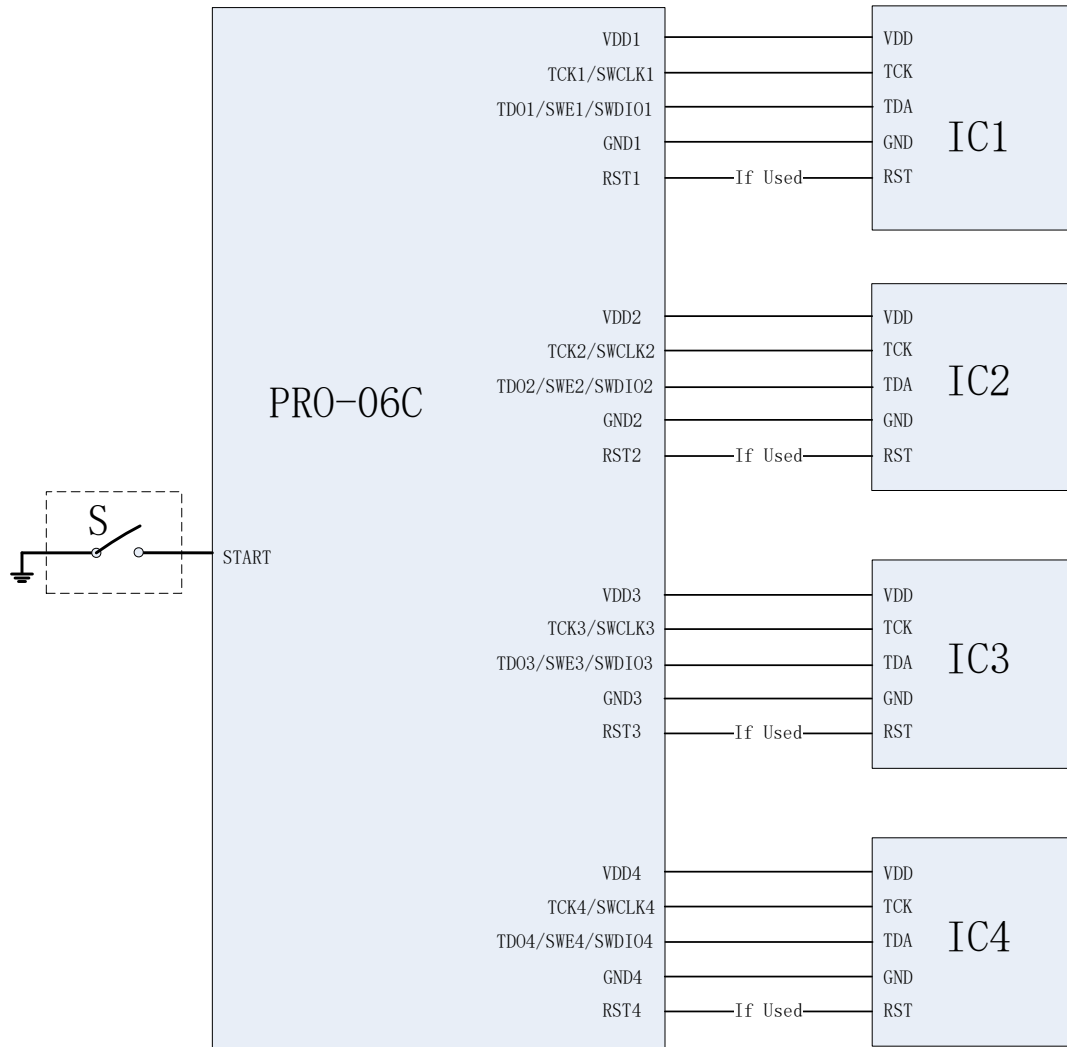 VDD1 VDD
TCK1/SWCLK1 TCK
TDO1/SWE1/SWDIO1 TDA
IC1
GND1 GND
RST1 If Used RST
VDD2 VDD
TCK2/SWCLK2 TCK
IC2
TDO2/SWE2/SWDIO2 TDA
PRO-06C
GND2 GND
RST2 If Used RST
S
START
VDD3 VDD
TCK3/SWCLK3 TCK
IC3
TDO3/SWE3/SWDIO3 TDA
GND3 GND
RST3 If Used RST
VDD4 VDD
TCK4/SWCLK4 TCK
IC4
TDO4/SWE4/SWDIO4 TDA
GND4 GND
RST4 If Used RST